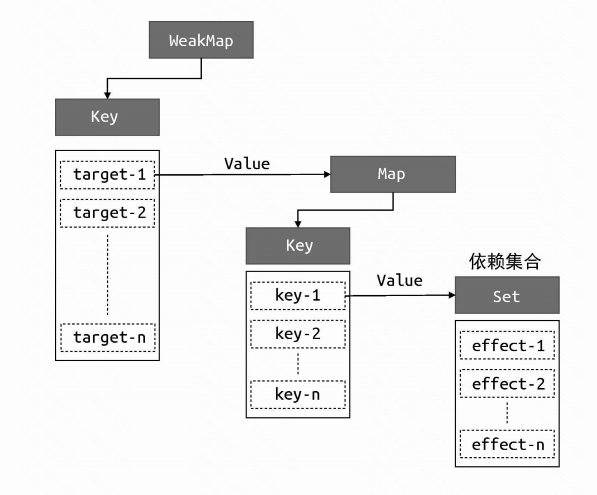 WeakMap
Key
target-1
target-2
target-n
Value
Map
Key
key-1
key-2
key-n
Value
依赖集合
Set
effect-1
effect-2
effect-n